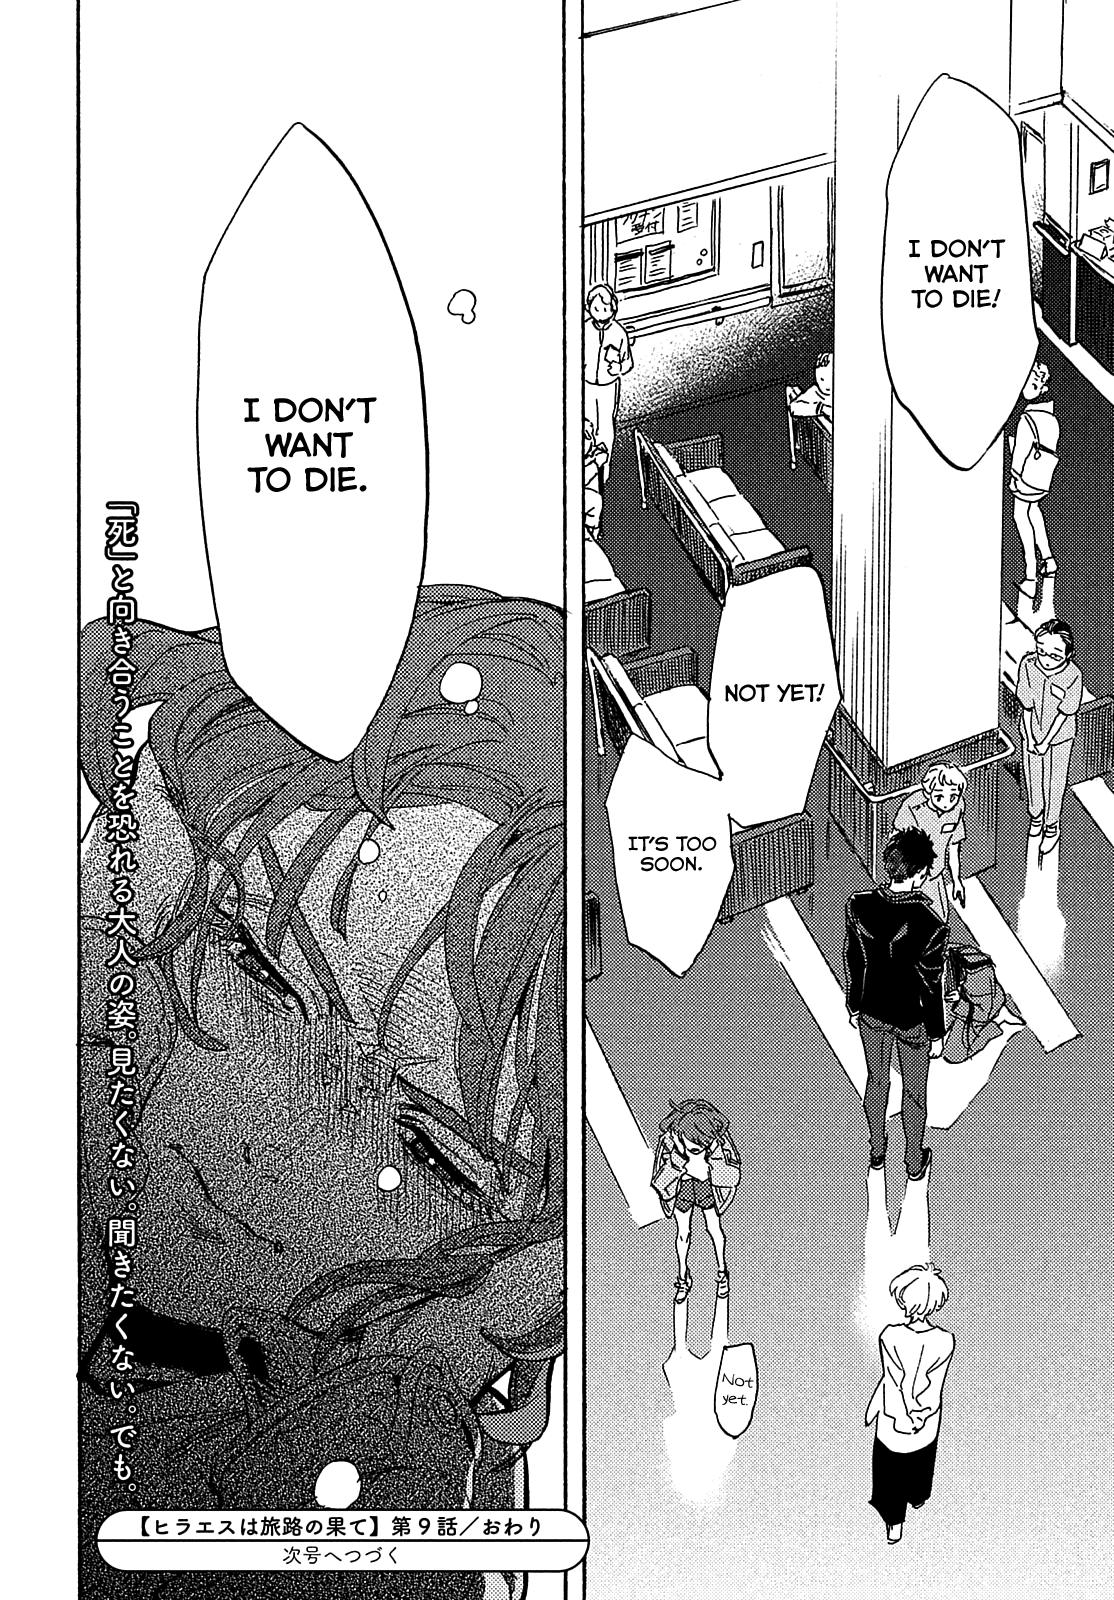 I DON'T
WANT
TO DIE!
NOT YET!
IT'S TOO
SOON.
Not
yet.
I DON'T
WANT
TO DIE.
「死」と向き合うことを恐れる大人の姿。見たくない。聞きたくない。でも。
【ヒラエスは旅路の果て】第9話／おわり
次号へつづく
受付